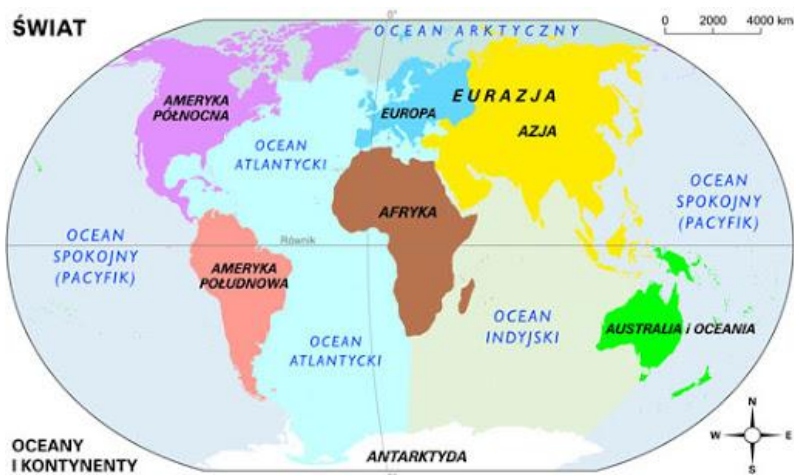 ŚWIAT
0°
0 2000 4000 km
OCEAN ARKTYCZNY
AMERYKA
PÓŁNOCNA
EUROPA
EURAZJA
AZJA
OCEAN
ATLANTYCKI
AFRYKA
OCEAN
SPOKOJNY
(PACYFIK)
OCEAN
SPOKOJNY
(PACYFIK)
Równik
AMERYKA
POŁUDNOWA
OCEAN
INDYJSKI
AUSTRALIA i OCEANIA
OCEAN
ATLANTYCKI
N
W E
S
OCEANY
I KONTYNENTY
ANTARKTYDA